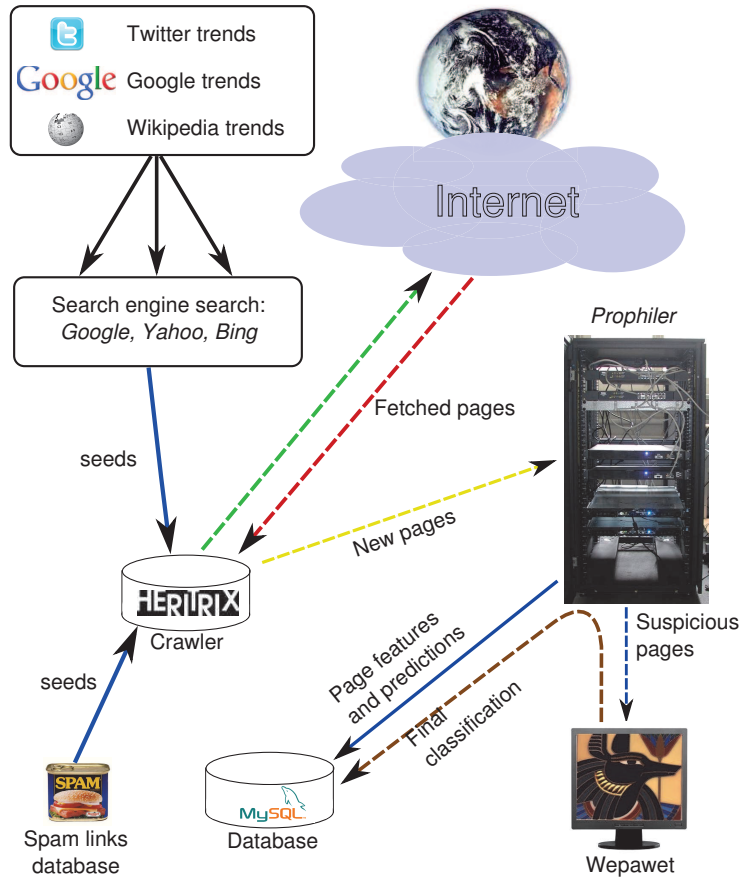 Twitter trends
Google Google trends
Wikipedia trends
Internet
Search engine search:
Google, Yahoo, Bing
Prophiler
Fetched pages
seeds
New pages
HERITRIX
Crawler
Suspicious
pages
Page features
and predictions
seeds
Final
classification
SPAM
MySQL
Spam links
database
Database
Wepawet